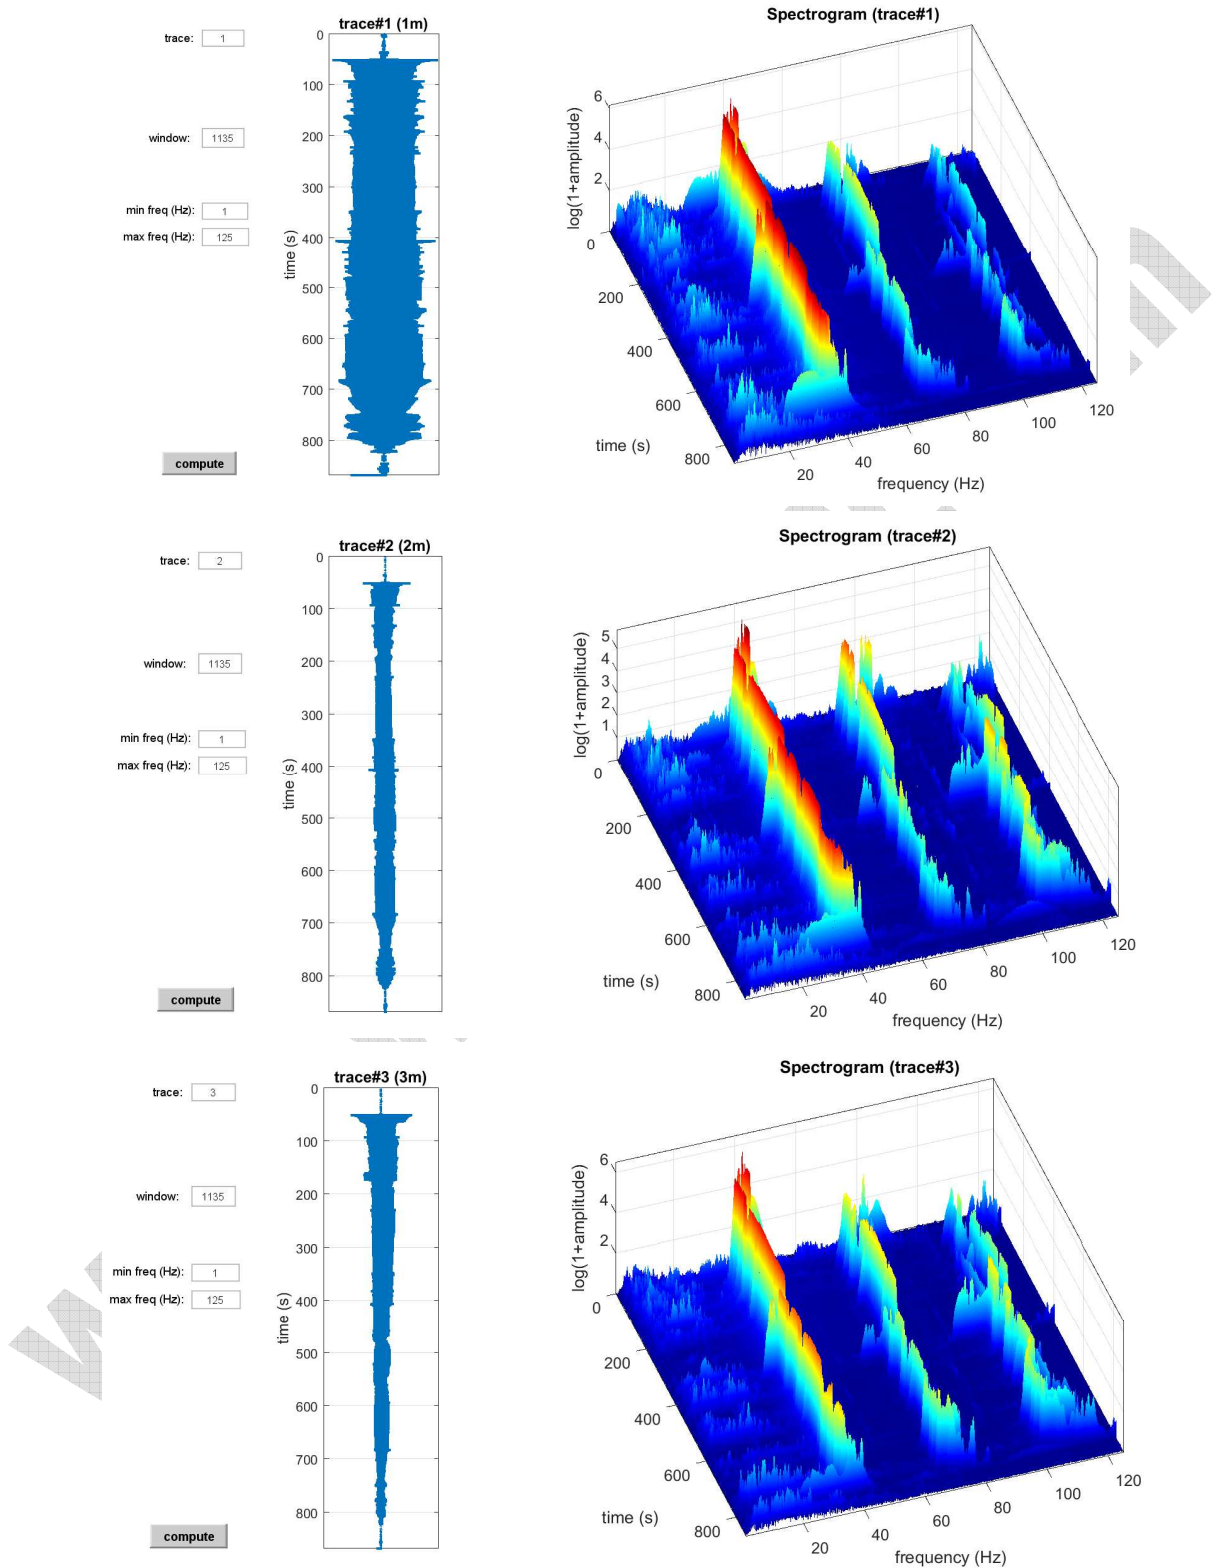 trace#1 (1m)
Spectrogram (trace#1)
trace: 1
window: 1135
min freq (Hz): 1
max freq (Hz): 125
compute
0
100
200
300
400
500
600
700
800
time (s)
6
4
2
0
log(1+amplitude)
200
400
600
800
time (s)
20
40
60
80
100
120
frequency (Hz)
trace#2 (2m)
Spectrogram (trace#2)
trace: 2
window: 1135
min freq (Hz): 1
max freq (Hz): 125
compute
0
100
200
300
400
500
600
700
800
time (s)
5
4
3
2
1
0
log(1+amplitude)
200
400
600
800
time (s)
20
40
60
80
100
120
frequency (Hz)
trace#3 (3m)
Spectrogram (trace#3)
trace: 3
window: 1135
min freq (Hz): 1
max freq (Hz): 125
compute
0
100
200
300
400
500
600
700
800
time (s)
6
4
2
0
log(1+amplitude)
200
400
600
800
time (s)
20
40
60
80
100
120
frequency (Hz)